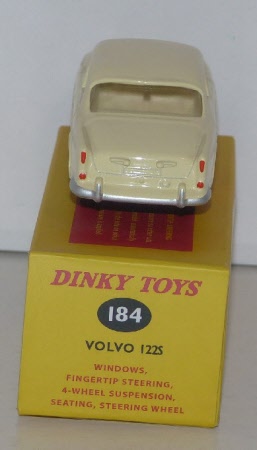 DINKY TOYS
184
VOLVO 122S
WINDOWS,
FINGERTIP STEERING,
4-WHEEL SUSPENSION,
SEATING, STEERING WHEEL